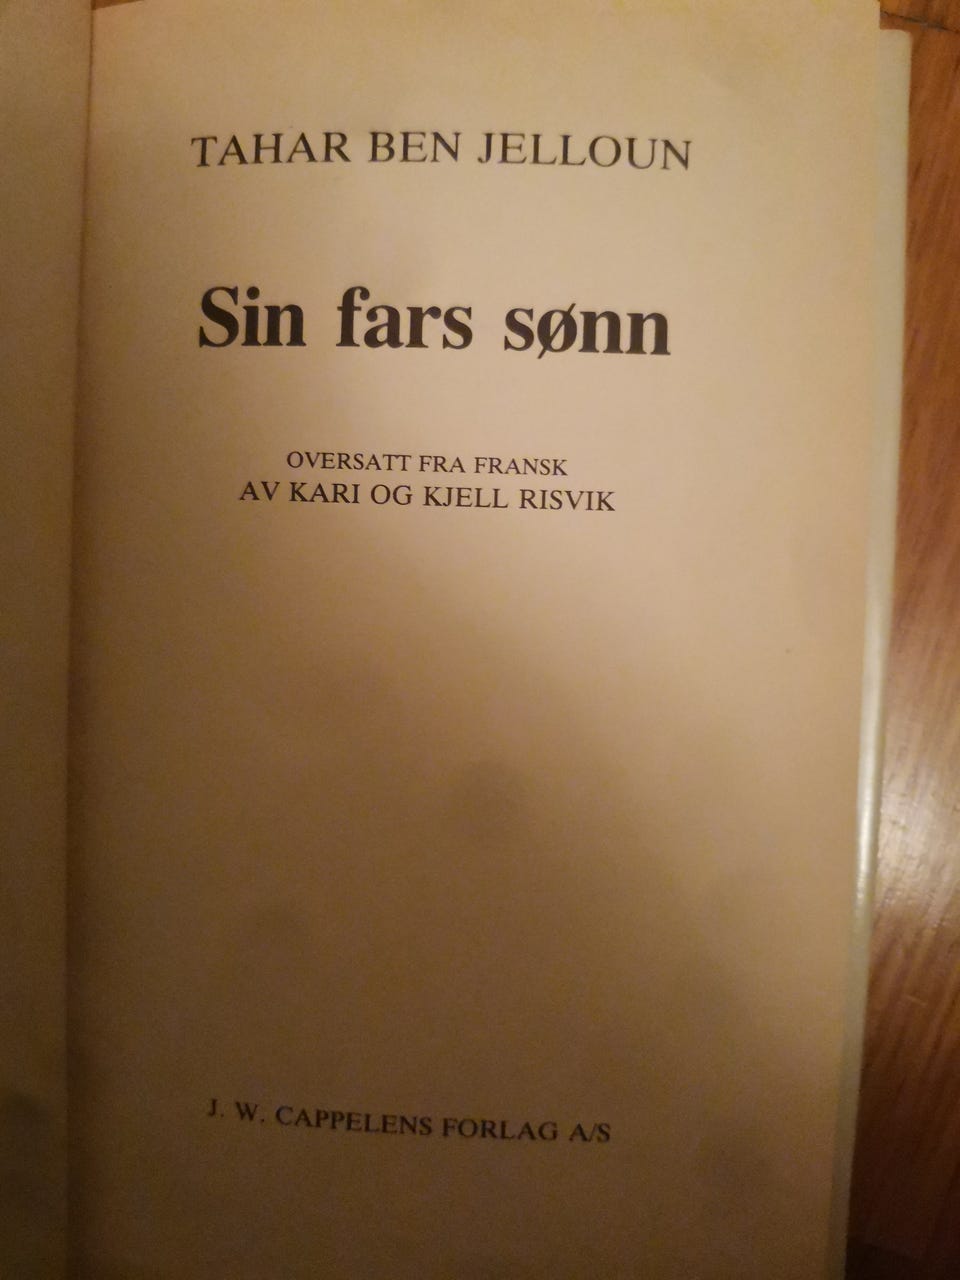 TAHAR BEN JELLOUN
Sin fars sønn
OVERSATT FRA FRANSK
AV KARI OG KJELL RISVIK
J. W. CAPPELENS FORLAG A/S